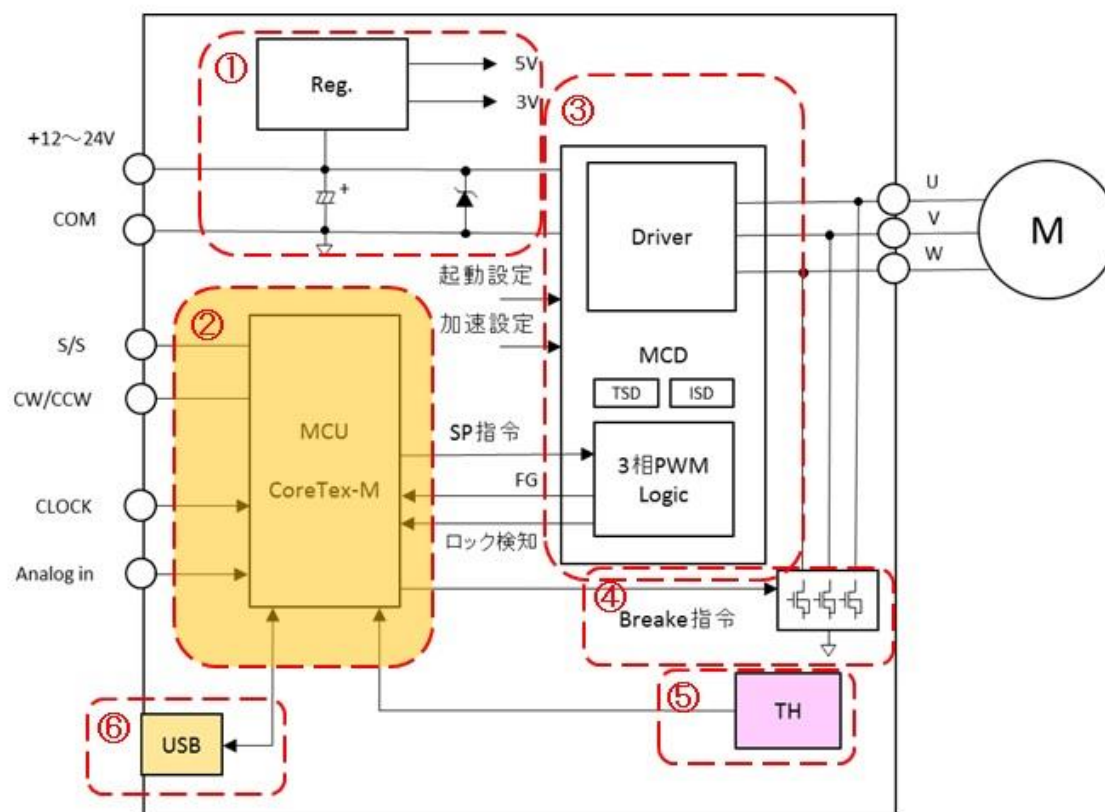 ①
Reg.
5V
3V
+12～24V
COM
③
Driver
U
V
W
M
起動設定
加速設定
MCD
TSD
ISD
②
S/S
CW/CCW
MCU
CoreTex-M
CLOCK
Analog in
SP指令
FG
ロック検知
3相PWM
Logic
④
Breake指令
⑤
TH
⑥
USB